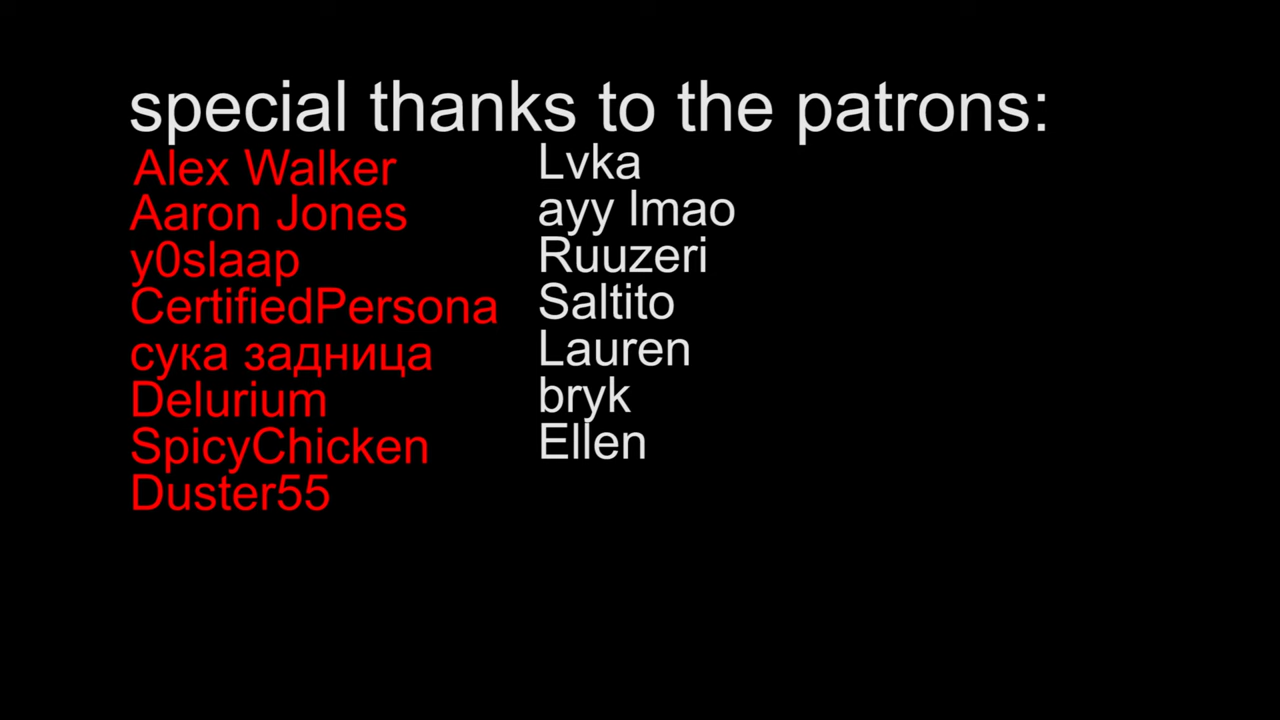 special thanks to the patrons:
Alex Walker
Aaron Jones
y0slaap
CertifiedPersona
сука задница
Delurium
SpicyChicken
Duster55
Lvka
ayy lmao
Ruuzeri
Saltito
Lauren
bryk
Ellen